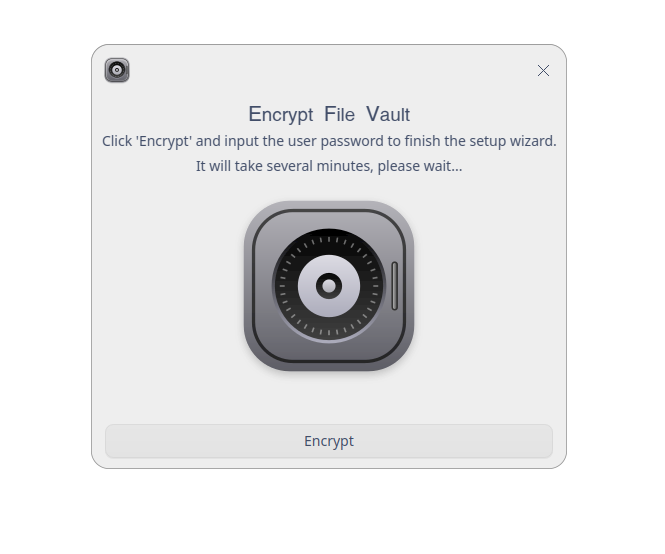 Encrypt File Vault
Click 'Encrypt' and input the user password to finish the setup wizard.
It will take several minutes, please wait...
Encrypt